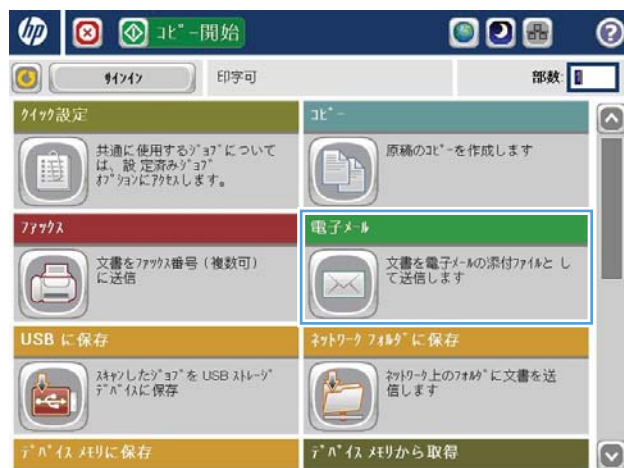 hp
コピー開始
?
サインイン
印字可
部数: 1
クイック設定
コピー
共通に使用するジョブについて
は、設定済みジョブ
オプションにアクセスします。
原稿のコピーを作成します
ファックス
電子メール
文書をファックス番号(複数可)
に送信
文書を電子メールの添付ファイルと し
て送信します
USB に保存
ネットワーク フォルダに保存
スキャンしたジョブを USB ストレージ
デバイスに保存
ネットワーク上のフォルダに文書を送
信します
デバイス メモリに保存
デバイス メモリから取得